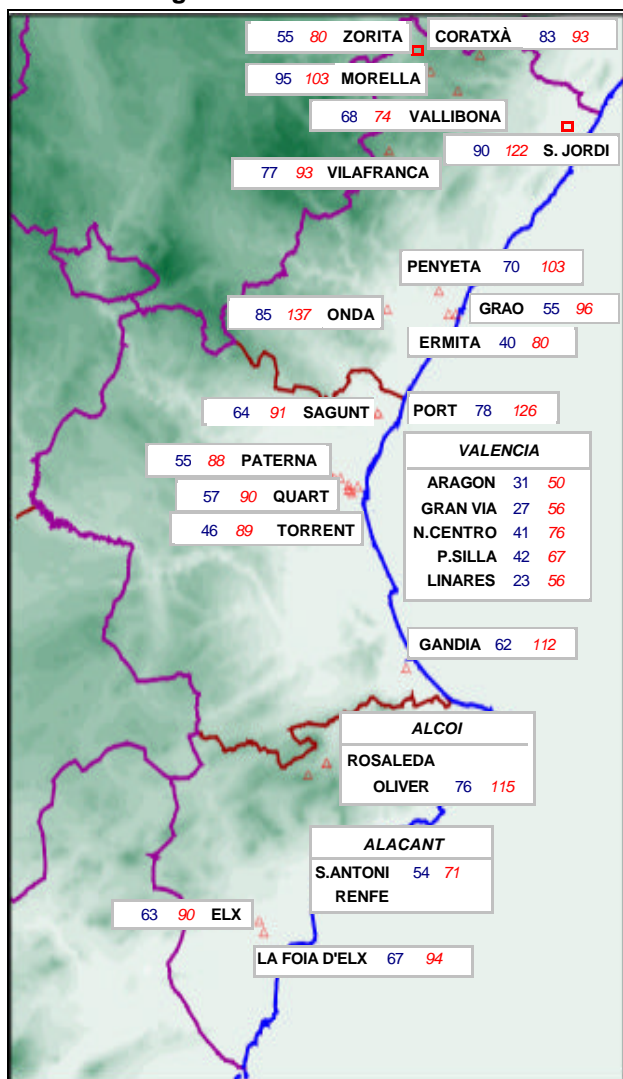 55 80 ZORITA
CORATXÀ 83 93
95 103 MORELLA
68 74 VALLIBONA
90 122 S. JORDI
77 93 VILAFRANCA
PENYETA 70 103
85 137 ONDA
GRAO 55 96
ERMITA 40 80
64 91 SAGUNT
PORT 78 126
VALENCIA
ARAGON 31 50
GRAN VIA 27 56
N.CENTRO 41 76
P.SILLA 42 67
LINARES 23 56
55 88 PATERNA
57 90 QUART
46 89 TORRENT
GANDIA 62 112
ALCOI
ROSALEDA
OLIVER 76 115
ALACANT
S.ANTONI 54 71
RENFE
63 90 ELX
LA FOIA D'ELX 67 94